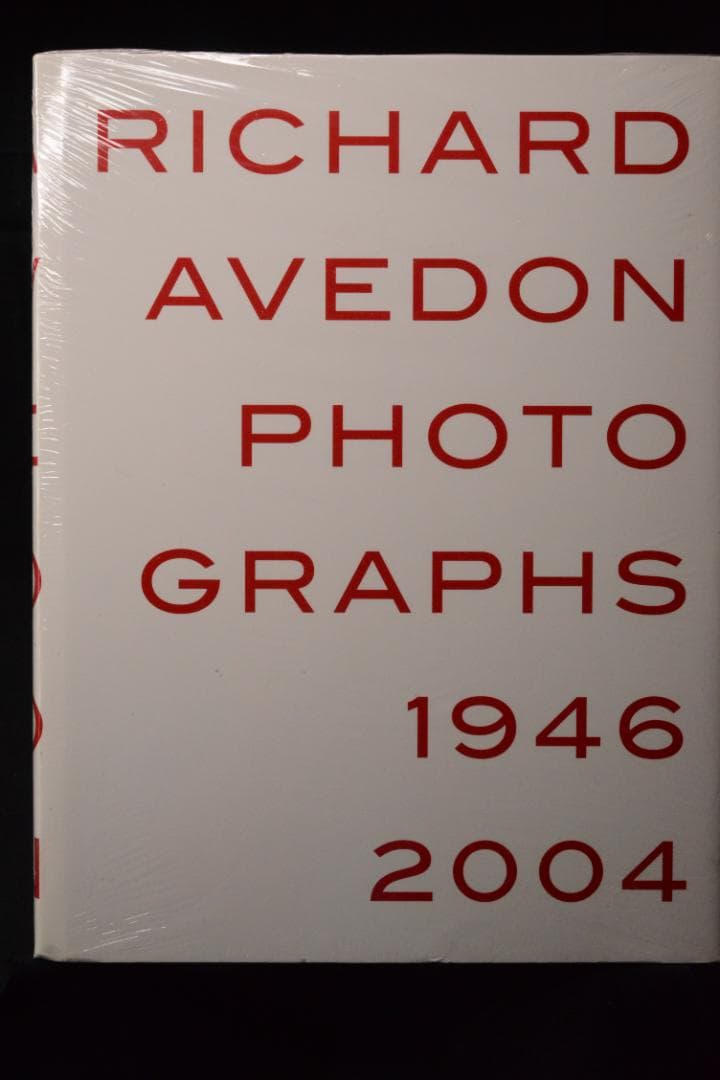 RICHARD
AVEDON
PHOTO
GRAPHS
1946
2004